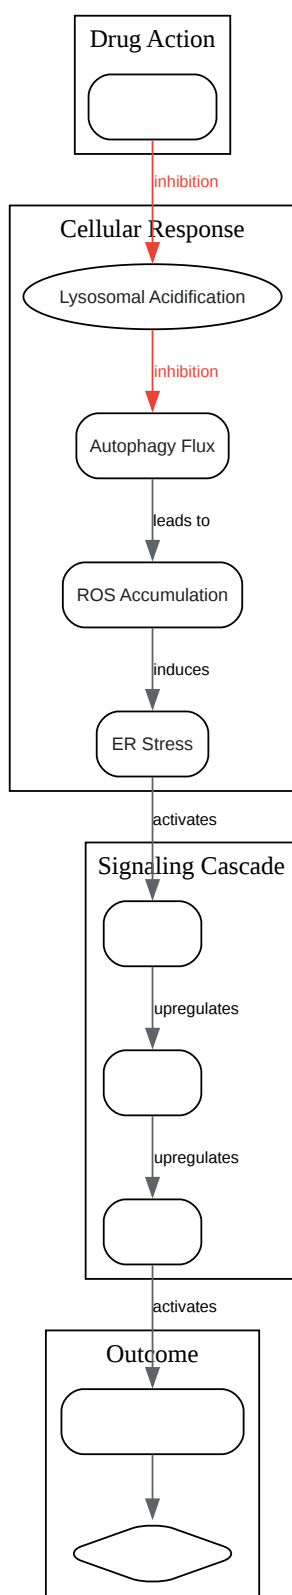 Drug Action
inhibition
Cellular Response
Lysosomal Acidification
inhibition
Autophagy Flux
leads to
ROS Accumulation
induces
ER Stress
activates
Signaling Cascade
upregulates
upregulates
activates
Outcome